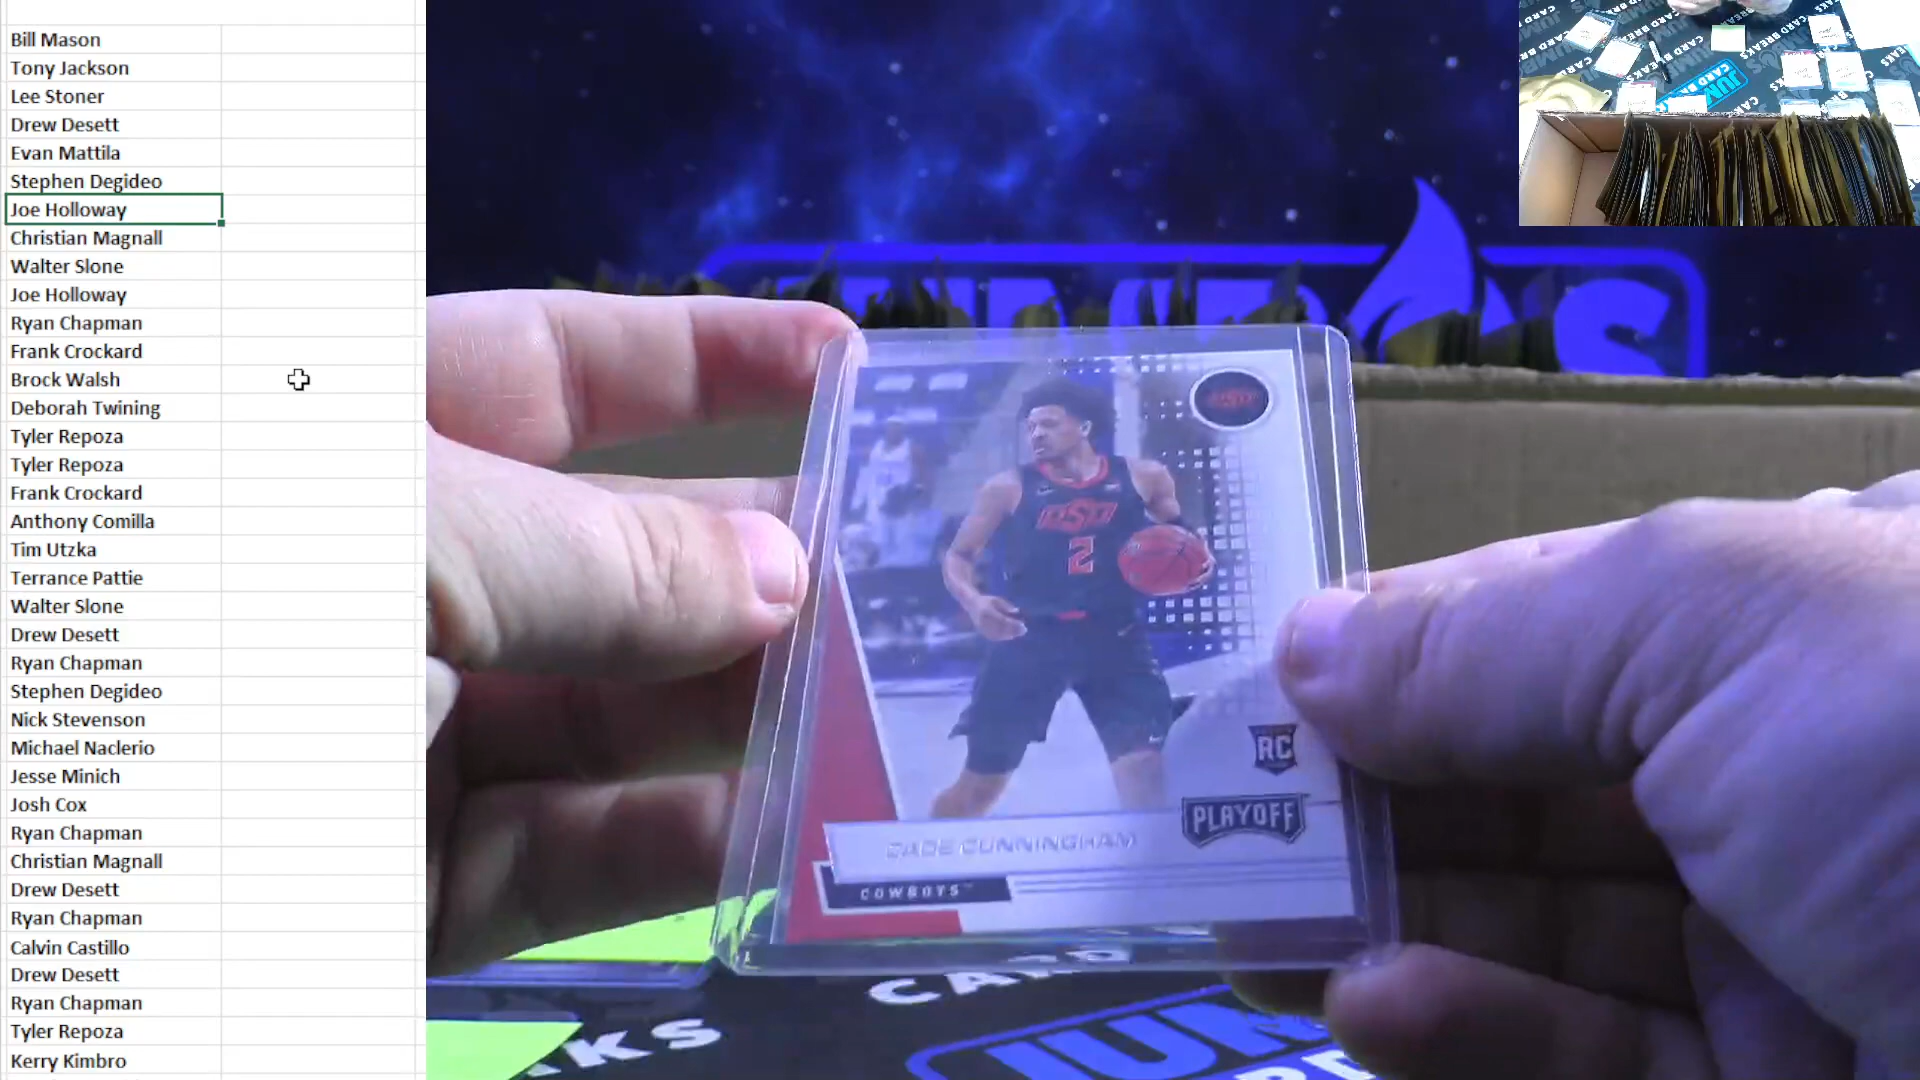 Bill Mason
Tony Jackson
Lee Stoner
Drew Desett
Evan Mattila
Stephen Degideo
Joe Holloway
Christian Magnall
Walter Slone
Joe Holloway
Ryan Chapman
Frank Crockard
Brock Walsh
Deborah Twining
Tyler Repoza
Tyler Repoza
Frank Crockard
Anthony Comilla
Tim Utzka
Terrance Pattie
Walter Slone
Drew Desett
Ryan Chapman
Stephen Degideo
Nick Stevenson
Michael Naclerio
Jesse Minich
Josh Cox
Ryan Chapman
Christian Magnall
Drew Desett
Ryan Chapman
Calvin Castillo
Drew Desett
Ryan Chapman
Tyler Repoza
Kerry Kimbro
CARD BREAKS
OSU
2
RC
PLAYOFF
CADE CUNNINGHAM
COWBOYS
CARD